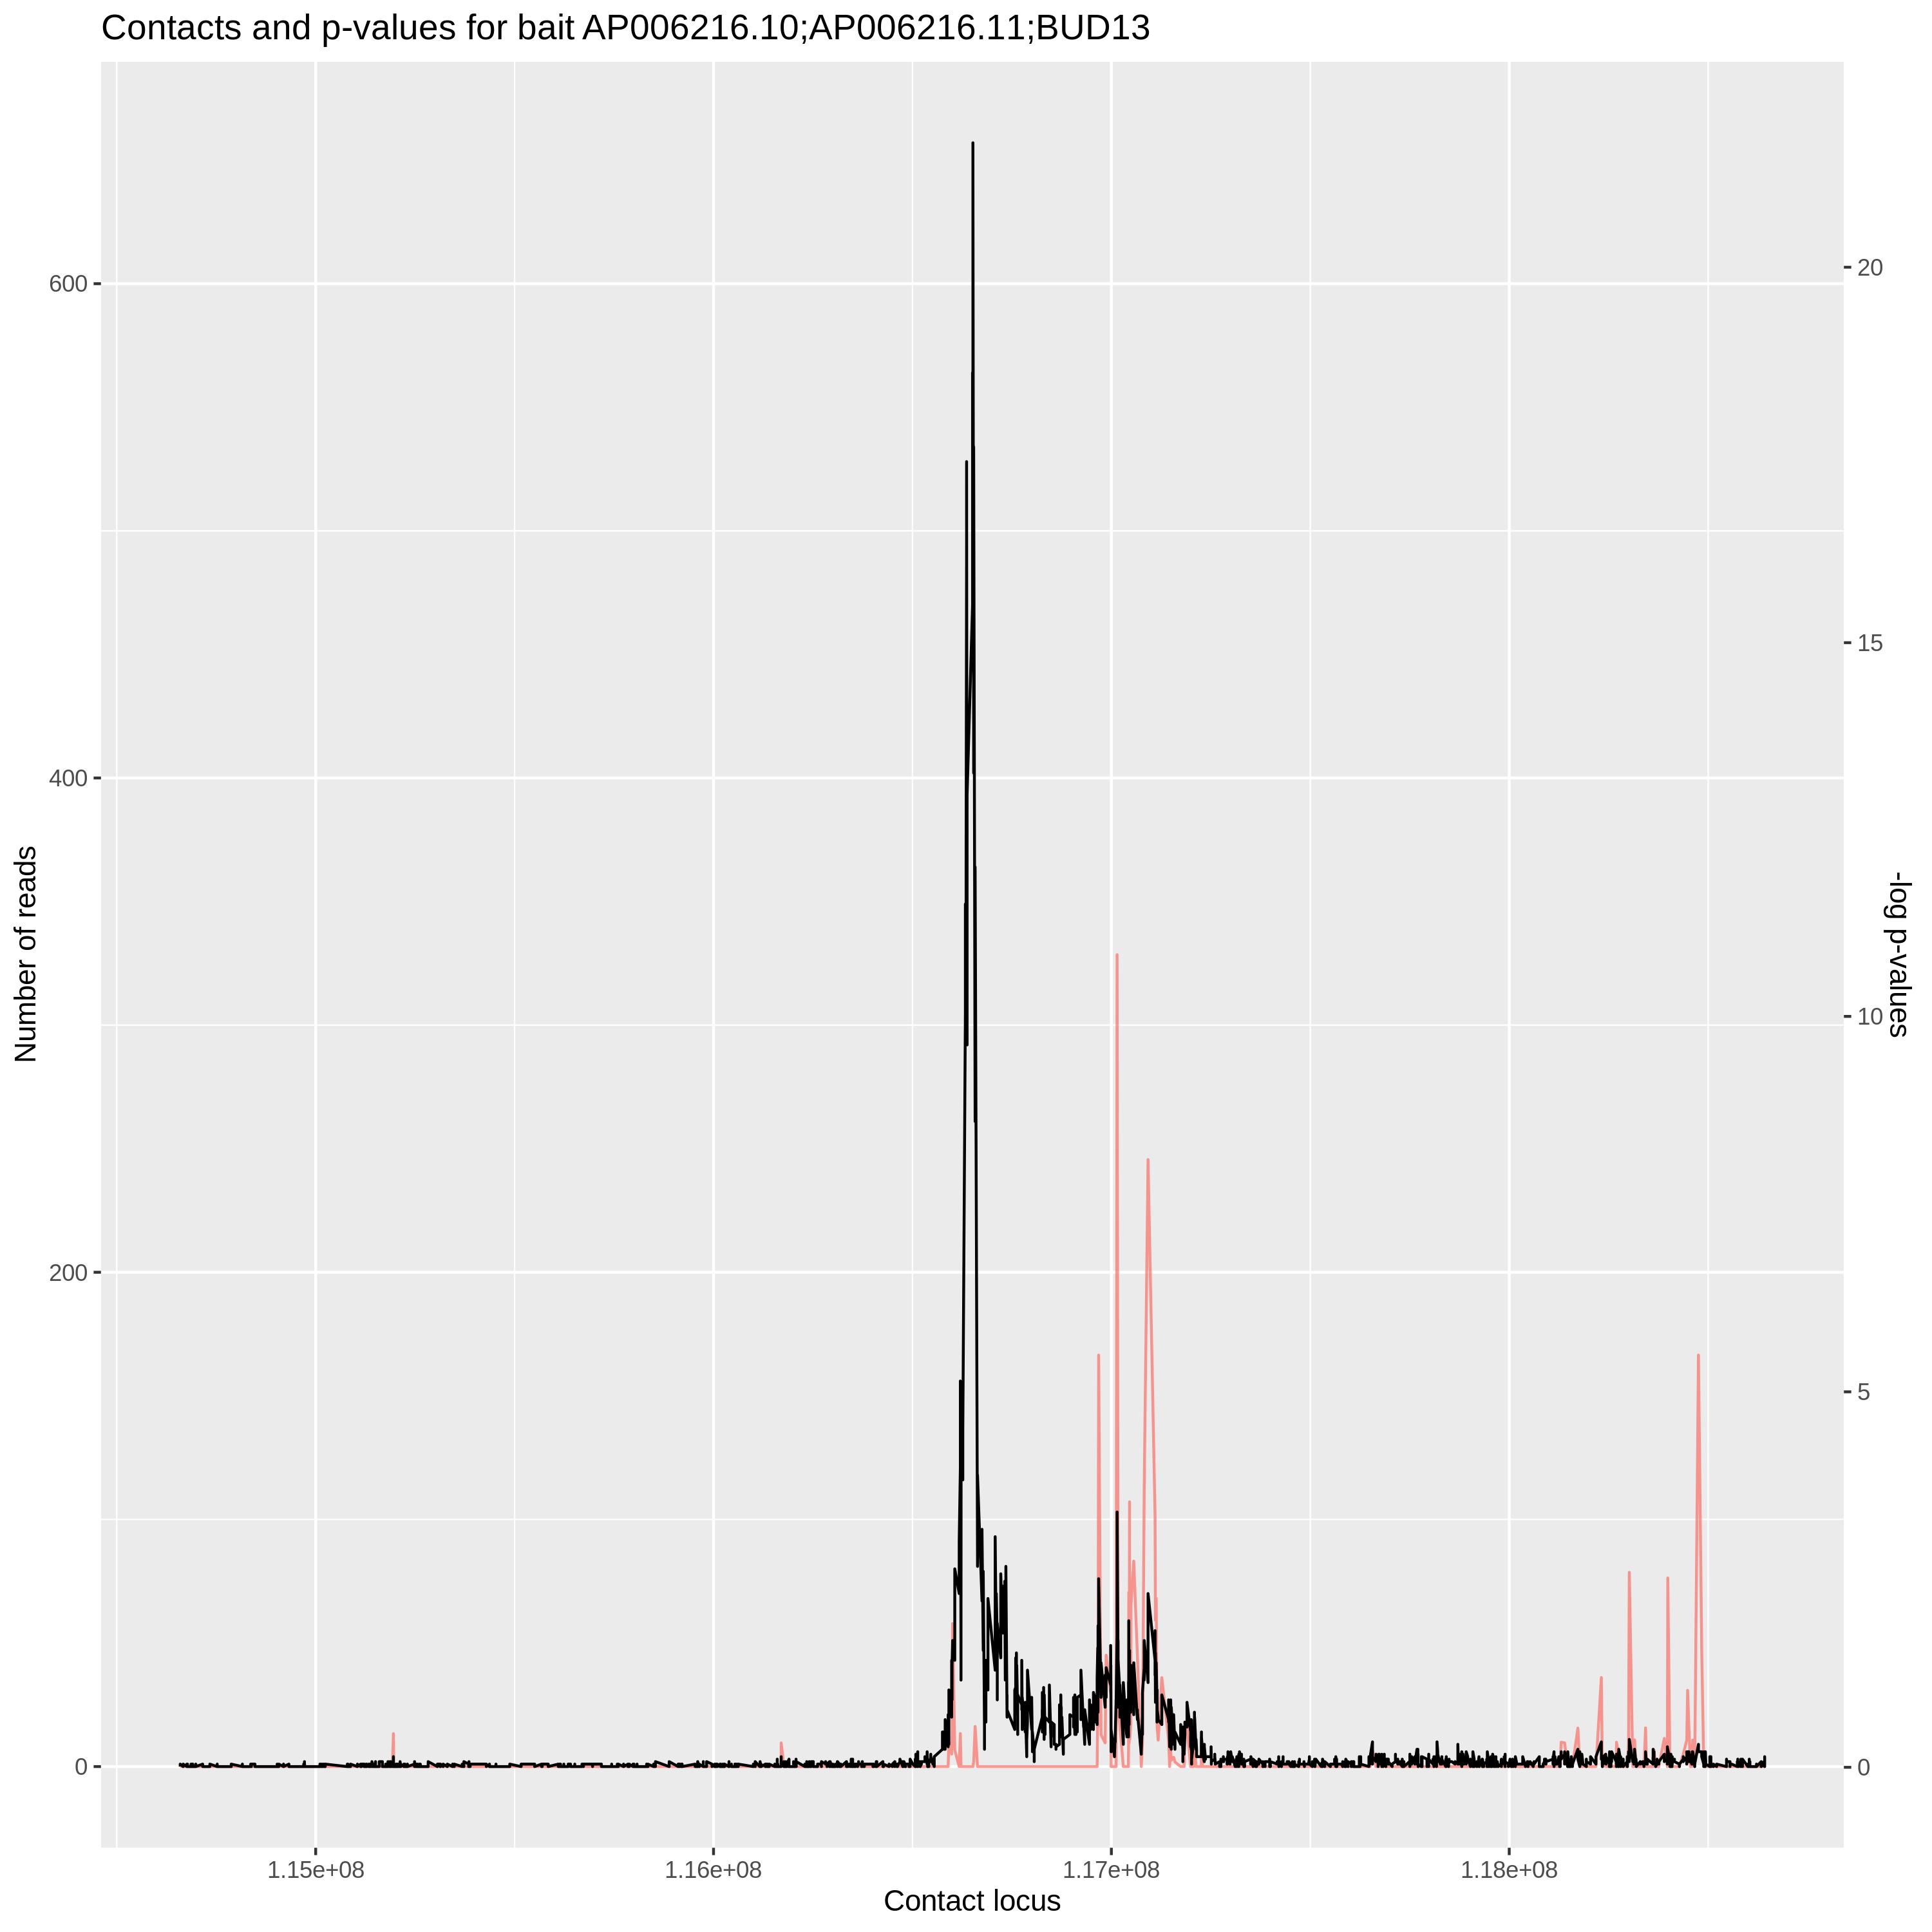 Contacts and p-values for bait AP006216.10;AP006216.11;BUD13
600
400
200
0
Number of reads
20
15
10
5
0
-log p-values
1.15e+08
1.16e+08
1.17e+08
1.18e+08
Contact locus